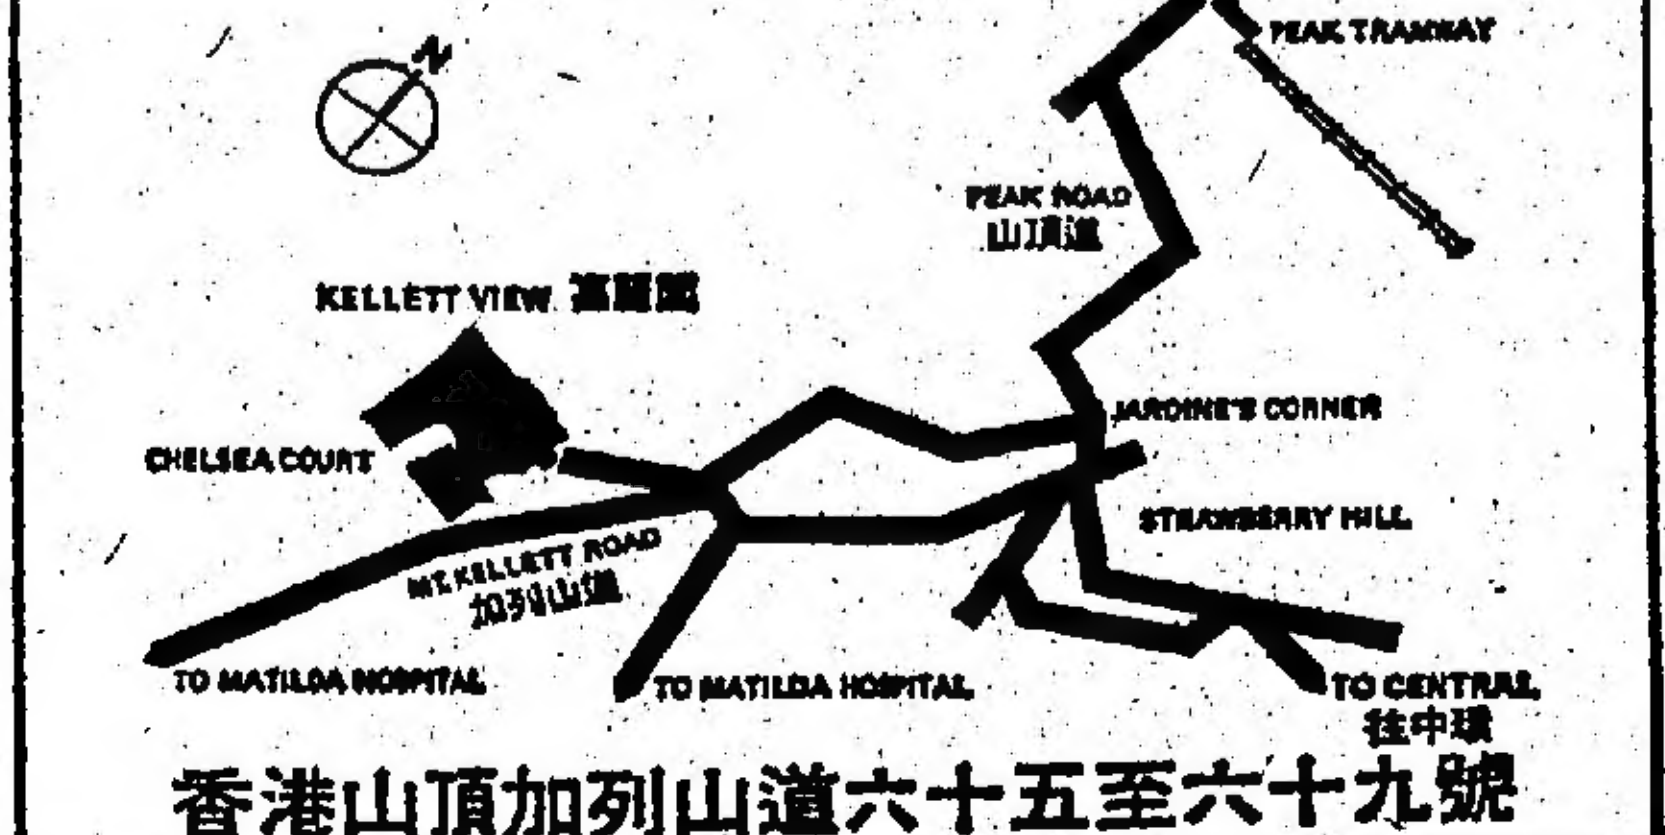 N
PEAK TRAMWAY
PEAK ROAD
山頂道
KELLETT VIEW
JARDINE'S CORNER
CHELSEA COURT
STRAWBERRY HILL
MT. KELLETT ROAD
加列山道
TO MATILDA HOSPITAL
TO MATILDA HOSPITAL
TO CENTRAL
往中環
香港山頂加列山道六十五至六十九號